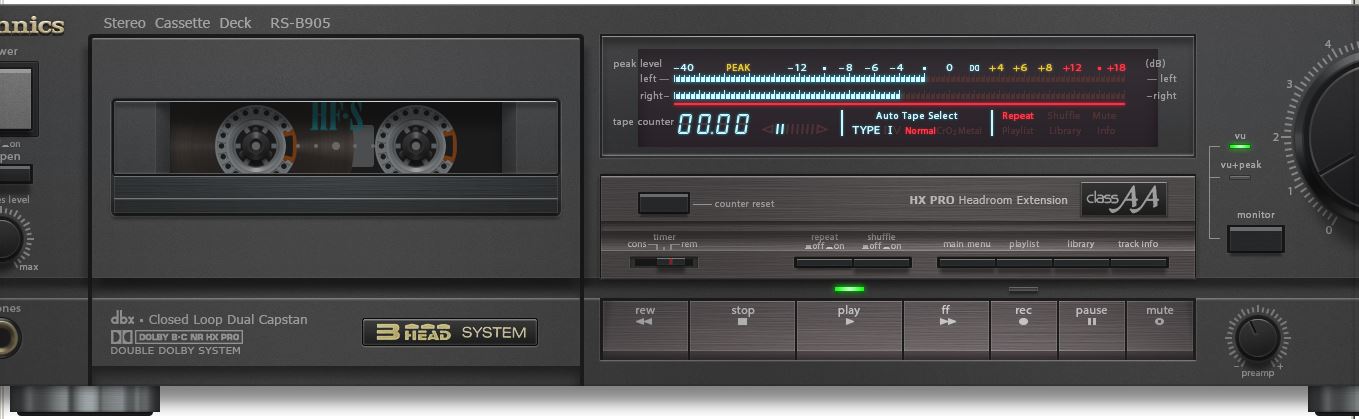 nnics
Stereo Cassette Deck RS-B905
wer
on
pen
s level
max
ones
HF-S
dbx • Closed Loop Dual Capstan
DOLBY B-C NR HX PRO
DOUBLE DOLBY SYSTEM
3 HEAD SYSTEM
peak level
-40 PEAK -12 • -8 -6 -4 • 0 +4 +6 +8 +12 • +18 (dB)
left left
right right
tape counter 00.00
Auto Tape Select
TYPE I V Normal CrO2 Metal
Repeat Shuffle Mute
Playlist Library Info
counter reset
HX PRO Headroom Extension
class AA
timer
cons rem
repeat
off on
shuffle
off on
main menu playlist library track info
rew stop play ff rec pause mute
vu
vu+peak
monitor
4
3
2
1
0
- +
preamp